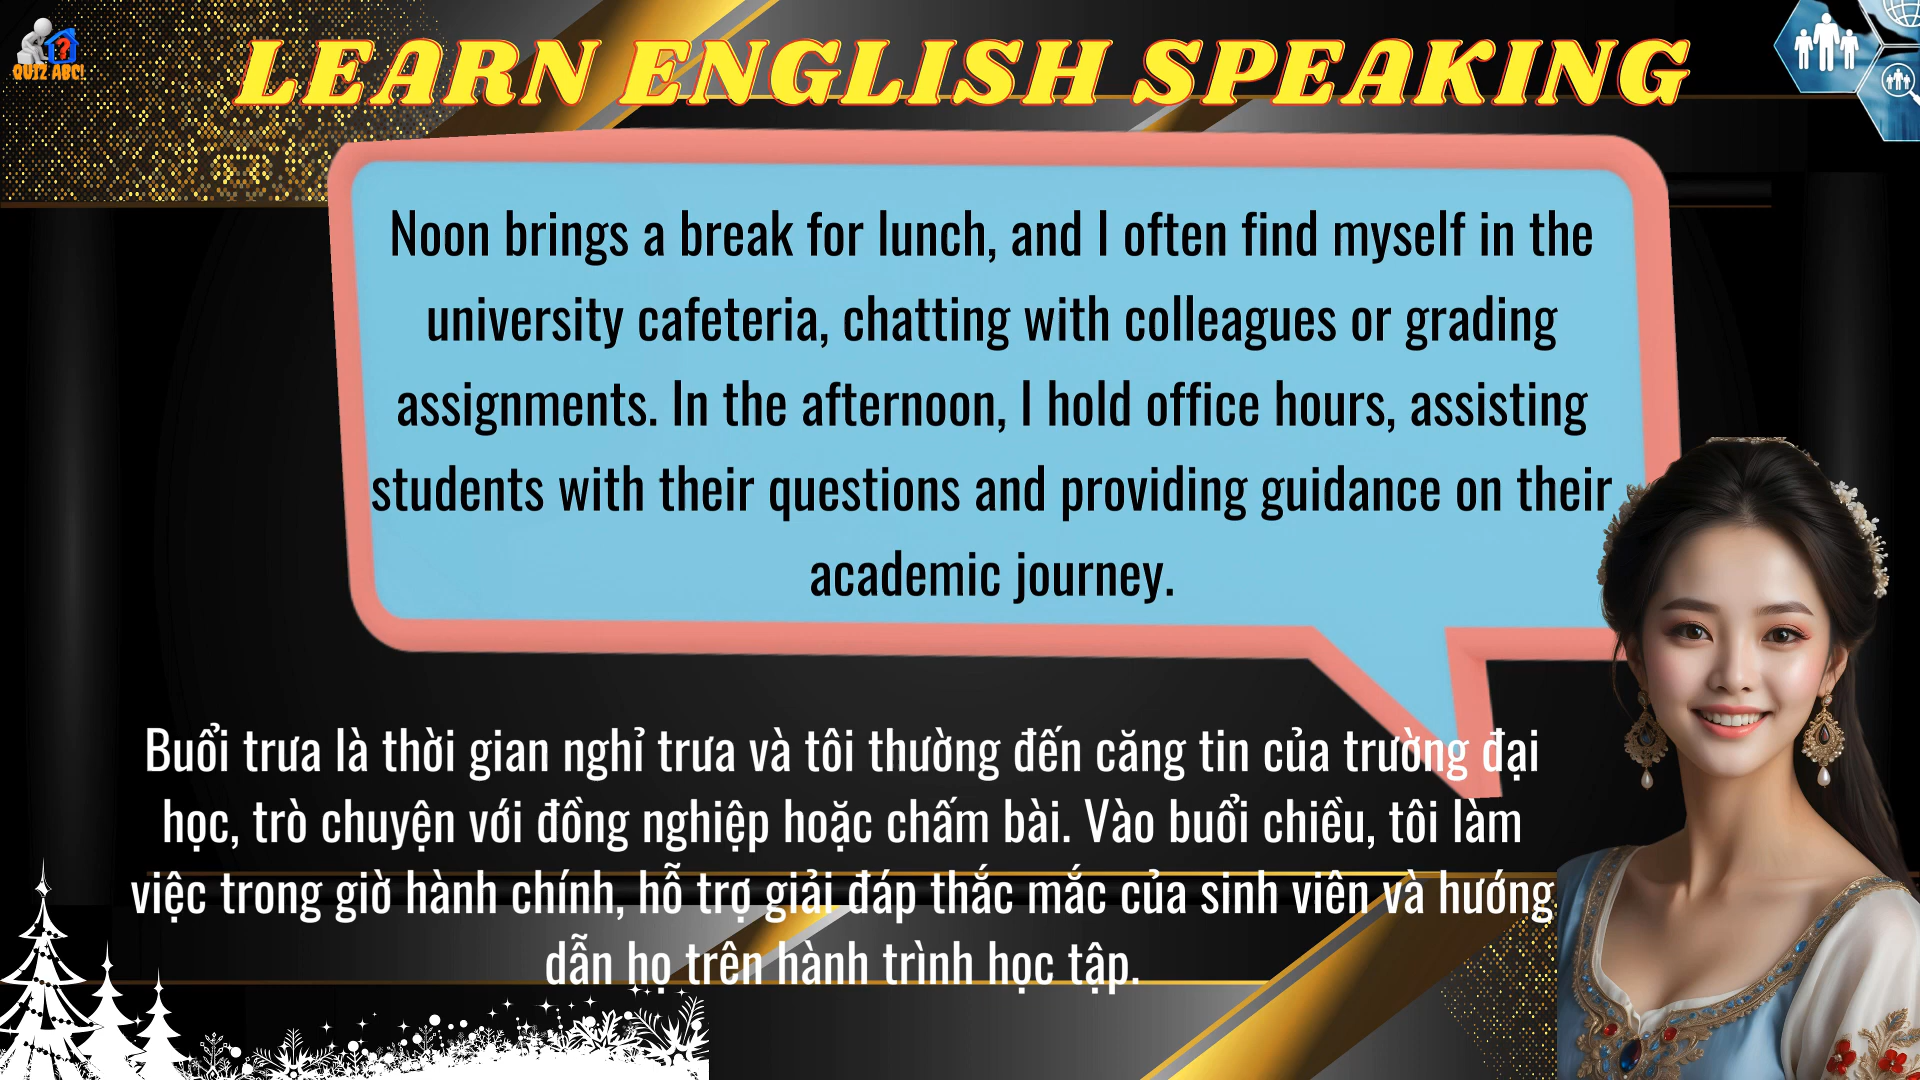 QUIZ ABC!
LEARN ENGLISH SPEAKING
Noon brings a break for lunch, and I often find myself in the
university cafeteria, chatting with colleagues or grading
assignments. In the afternoon, I hold office hours, assisting
students with their questions and providing guidance on their
academic journey.
Buổi trưa là thời gian nghỉ trưa và tôi thường đến căng tin của trường đại
học, trò chuyện với đồng nghiệp hoặc chấm bài. Vào buổi chiều, tôi làm
việc trong giờ hành chính, hỗ trợ giải đáp thắc mắc của sinh viên và hướng
dẫn họ trên hành trình học tập.